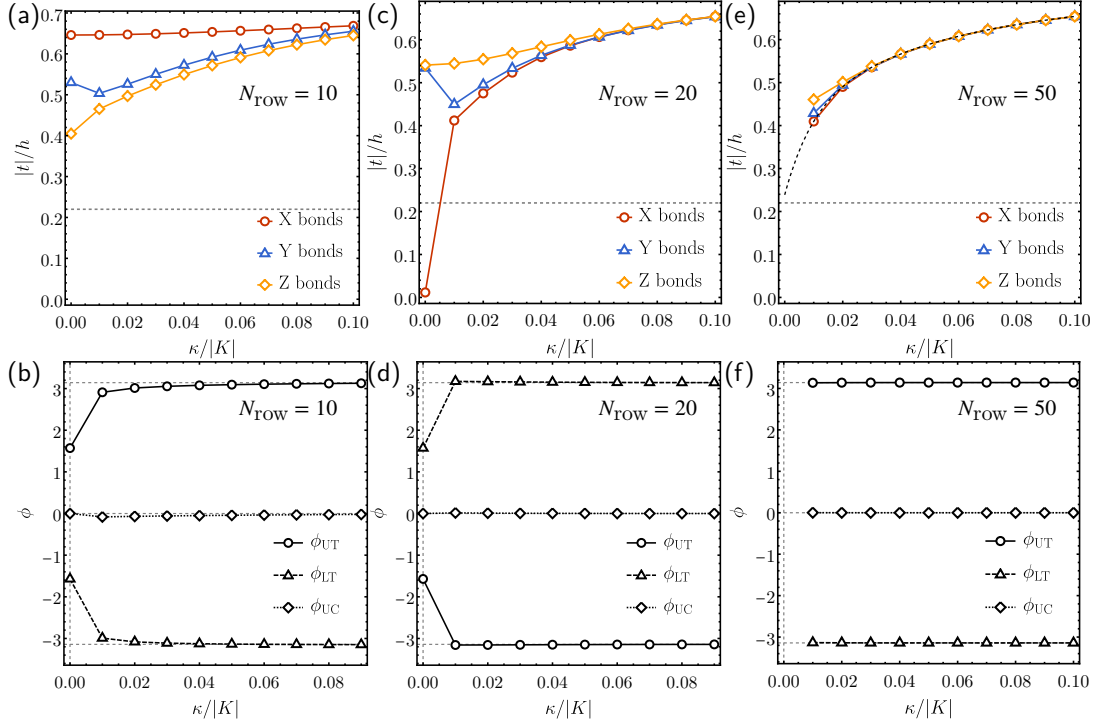 (a)
0.7
0.6
0.5
0.4
0.3
0.2
0.1
0.0
|t|/h
N_row = 10
X bonds
Y bonds
Z bonds
0.00 0.02 0.04 0.06 0.08 0.10
κ/|K|
(c)
0.6
0.5
0.4
0.3
0.2
0.1
0.0
|t|/h
N_row = 20
X bonds
Y bonds
Z bonds
0.00 0.02 0.04 0.06 0.08 0.10
κ/|K|
(e)
0.6
0.5
0.4
0.3
0.2
0.1
0.0
|t|/h
N_row = 50
X bonds
Y bonds
Z bonds
0.00 0.02 0.04 0.06 0.08 0.10
κ/|K|
(b)
3
2
1
0
−1
−2
−3
ϕ
N_row = 10
ϕ_UT
ϕ_LT
ϕ_UC
0.00 0.02 0.04 0.06 0.08
κ/|K|
(d)
3
2
1
0
−1
−2
−3
ϕ
N_row = 20
ϕ_UT
ϕ_LT
ϕ_UC
0.00 0.02 0.04 0.06 0.08
κ/|K|
(f)
3
2
1
0
−1
−2
−3
ϕ
N_row = 50
ϕ_UT
ϕ_LT
ϕ_UC
0.00 0.02 0.04 0.06 0.08 0.10
κ/|K|